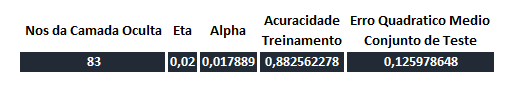 Nos da Camada Oculta Eta Alpha Acuracidade Treinamento Erro Quadratico Medio Conjunto de Teste
83 0,02 0,017889 0,882562278 0,125978648